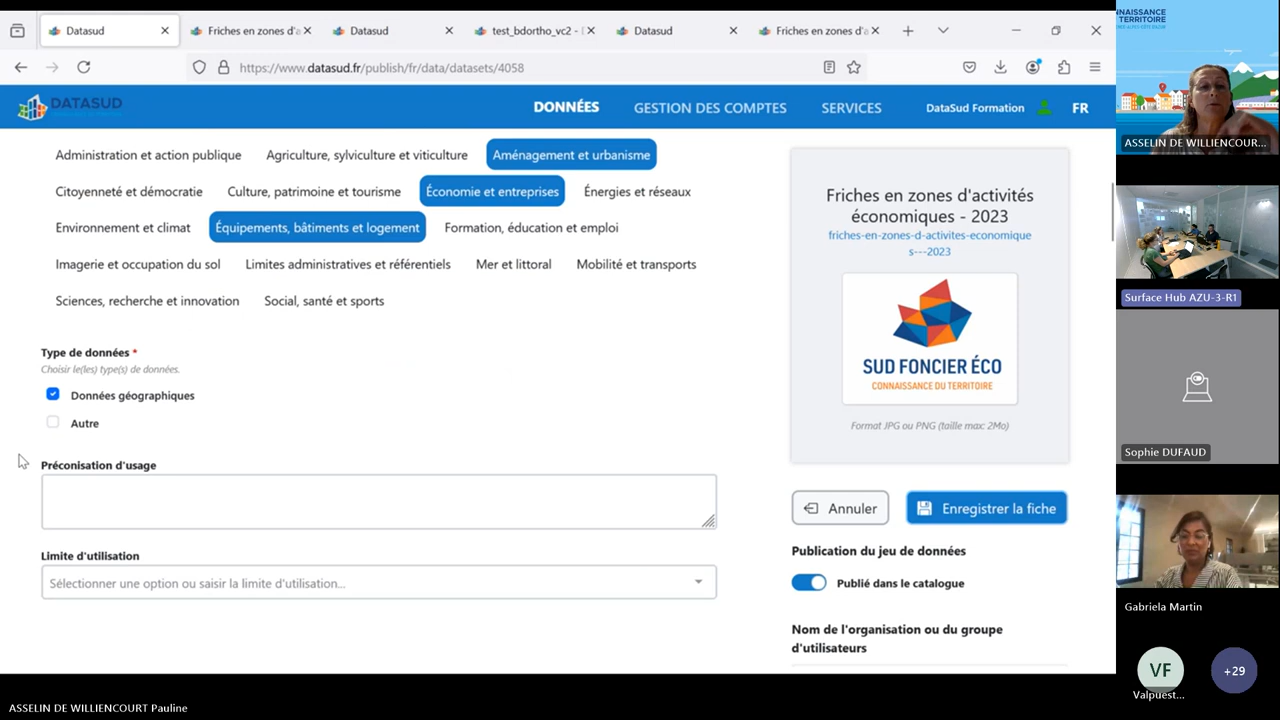 Datasud
Friches en zones d'a
Datasud
test_bdortho_vc2 - D
Datasud
Friches en zones d'a
https://www.datasud.fr/publish/fr/data/datasets/4058
DATASUD
DONNÉES
GESTION DES COMPTES
SERVICES
DataSud Formation
FR
Administration et action publique
Agriculture, sylviculture et viticulture
Aménagement et urbanisme
Citoyenneté et démocratie
Culture, patrimoine et tourisme
Économie et entreprises
Énergies et réseaux
Environnement et climat
Équipements, bâtiments et logement
Formation, éducation et emploi
Imagerie et occupation du sol
Limites administratives et référentiels
Mer et littoral
Mobilité et transports
Sciences, recherche et innovation
Social, santé et sports
Type de données *
Choisir le(les) type(s) de données.
Données géographiques
Autre
Préconisation d'usage
Limite d'utilisation
Sélectionner une option ou saisir la limite d'utilisation...
Friches en zones d'activités
économiques - 2023
friches-en-zones-d-activites-economique
s---2023
SUD FONCIER ÉCO
CONNAISSANCE DU TERRITOIRE
Format JPG ou PNG (taille max: 2Mo)
Annuler
Enregistrer la fiche
Publication du jeu de données
Publié dans le catalogue
Nom de l'organisation ou du groupe
d'utilisateurs
NNAISSANCE
TERRITOIRE
ASSELIN DE WILLIENCOUR...
Surface Hub AZU-3-R1
Sophie DUFAUD
Gabriela Martin
VF
Valpuest...
+29
ASSELIN DE WILLIENCOURT Pauline